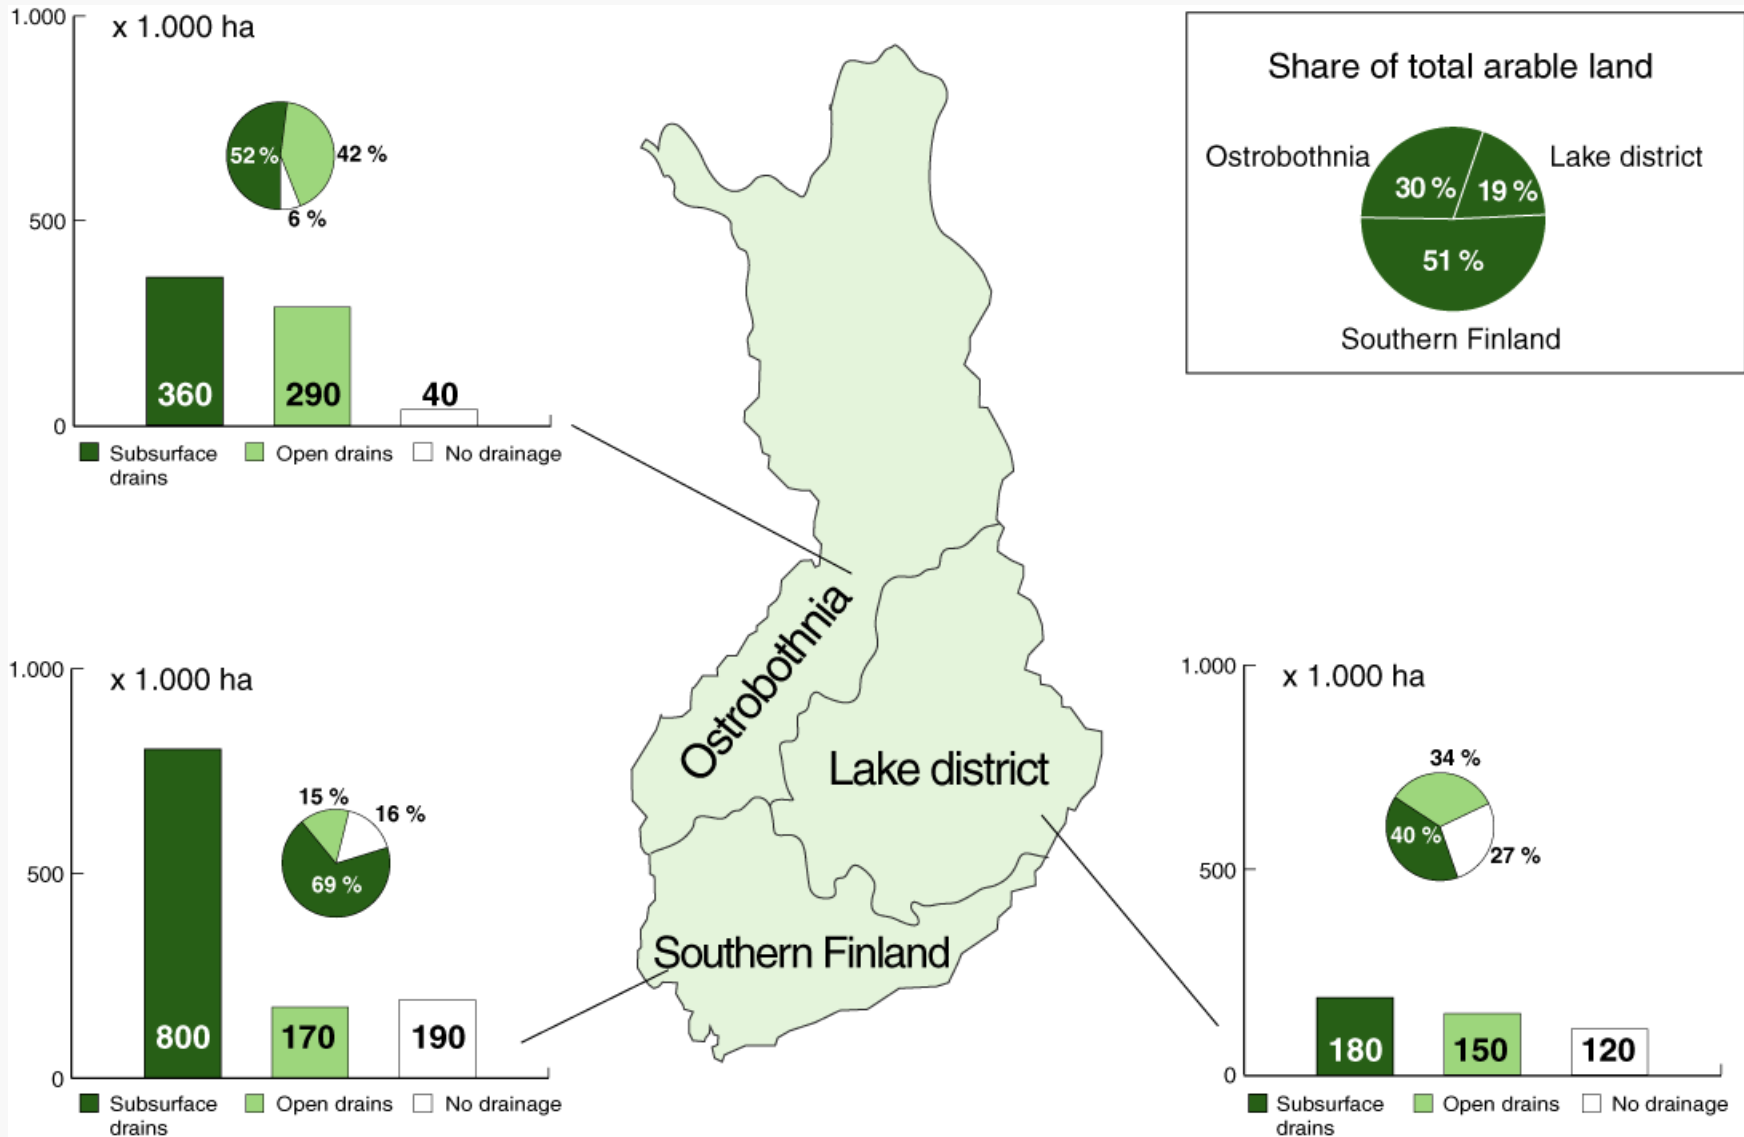 1.000
x 1.000 ha
52 %
42 %
6 %
500
360
290
40
0
Subsurface
drains
Open drains
No drainage
Share of total arable land
Ostrobothnia
Lake district
30 %
19 %
51 %
Southern Finland
Ostrobothnia
Lake district
Southern Finland
1.000
x 1.000 ha
15 %
16 %
69 %
500
800
170
190
0
Subsurface
drains
Open drains
No drainage
1.000
x 1.000 ha
34 %
40 %
27 %
500
180
150
120
0
Subsurface
drains
Open drains
No drainage